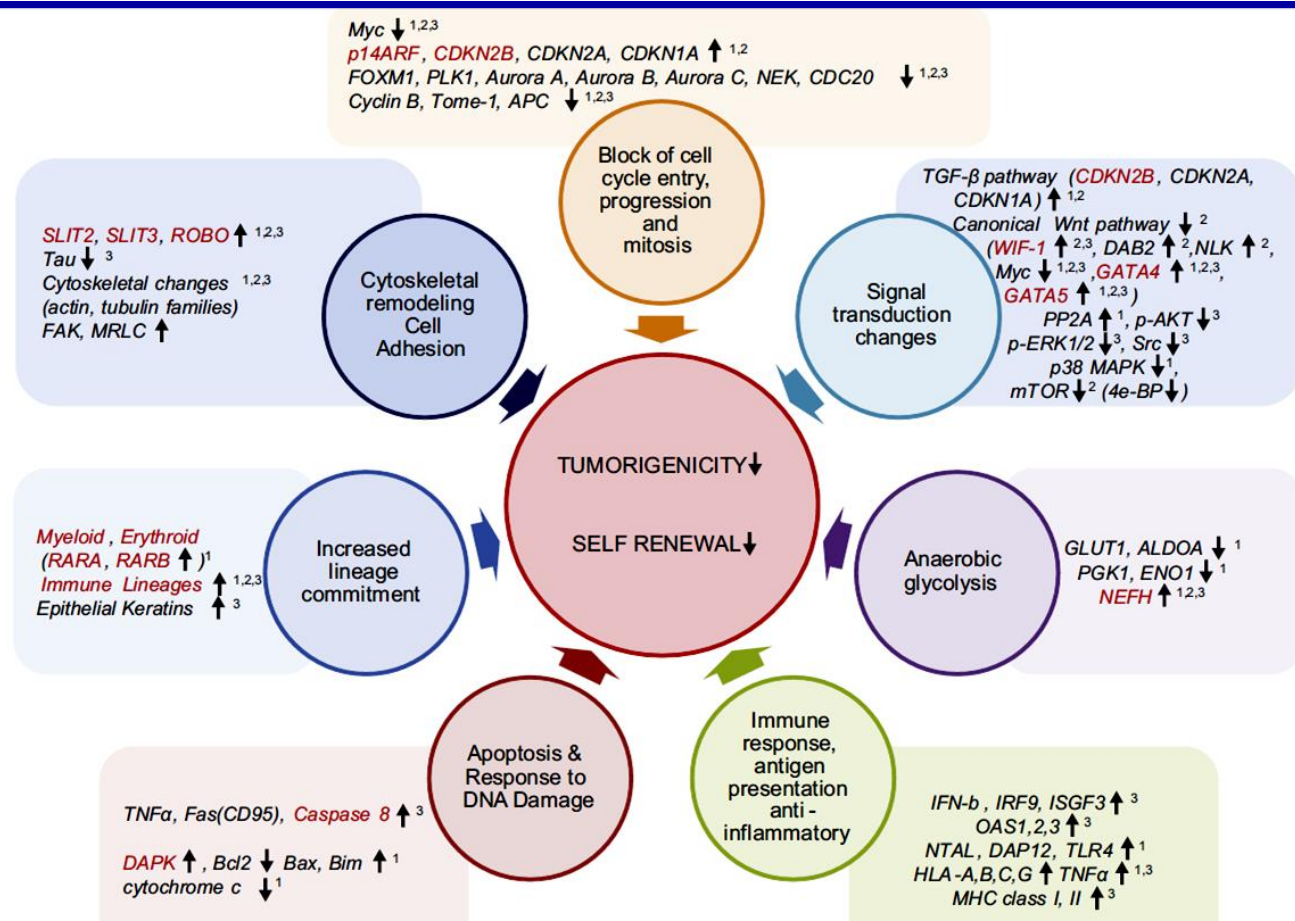 Myc ↓ 1,2,3
p14ARF, CDKN2B, CDKN2A, CDKN1A ↑ 1,2
FOXM1, PLK1, Aurora A, Aurora B, Aurora C, NEK, CDC20 ↓ 1,2,3
Cyclin B, Tome-1, APC ↓ 1,2,3
Block of cell
cycle entry,
progression
and
mitosis
SLIT2, SLIT3, ROBO ↑ 1,2,3
Tau ↓ 3
Cytoskeletal changes 1,2,3
(actin, tubulin families)
FAK, MRLC ↑
Cytoskeletal
remodeling
Cell
Adhesion
Signal
transduction
changes
TGF-β pathway (CDKN2B, CDKN2A,
CDKN1A) ↑ 1,2
Canonical Wnt pathway ↓ 2
(WIF-1 ↑ 2,3, DAB2 ↑ 2,NLK ↑ 2,
Myc ↓ 1,2,3 ,GATA4 ↑ 1,2,3,
GATA5 ↑ 1,2,3)
PP2A ↑ 1, p-AKT ↓ 3
p-ERK1/2 ↓ 3, Src ↓ 3
p38 MAPK ↓ 1,
mTOR ↓ 2 (4e-BP ↓)
TUMORIGENICITY ↓
SELF RENEWAL ↓
Myeloid , Erythroid
(RARA , RARB ↑ )1
Immune Lineages ↑ 1,2,3
Epithelial Keratins ↑ 3
Increased
lineage
commitment
Anaerobic
glycolysis
GLUT1, ALDOA ↓ 1
PGK1, ENO1 ↓ 1
NEFH ↑ 1,2,3
TNFα, Fas(CD95), Caspase 8 ↑ 3
DAPK ↑ , Bcl2 ↓ Bax, Bim ↑ 1
cytochrome c ↓ 1
Apoptosis &
Response to
DNA Damage
Immune
response,
antigen
presentation
anti -
inflammatory
IFN-b , IRF9, ISGF3 ↑ 3
OAS1,2,3 ↑ 3
NTAL, DAP12, TLR4 ↑ 1
HLA-A,B,C,G ↑ TNFα ↑ 1,3
MHC class I, II ↑ 3